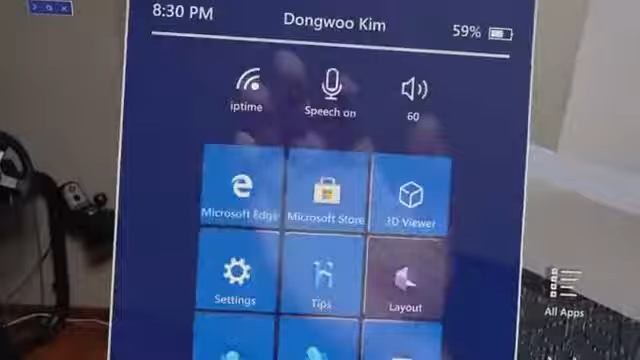 8:30 PM
Dongwoo Kim
59%
iptime
Speech on
60
Microsoft Edge
Microsoft Store
3D Viewer
Settings
Tips
Layout
All Apps